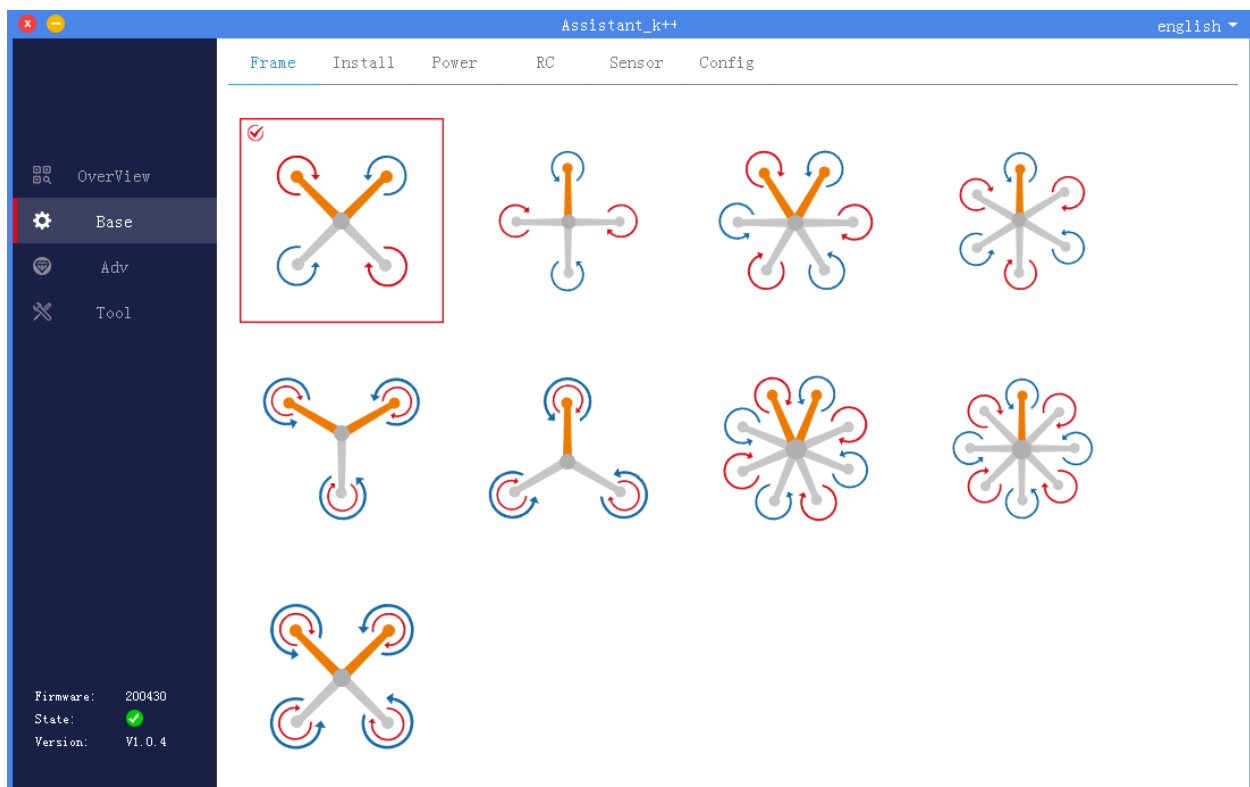 x Assistant_k++ english
Frame Install Power RC Sensor Config
OverView
Base
Adv
Tool
Firmware: 200430
State:
Version: V1.0.4